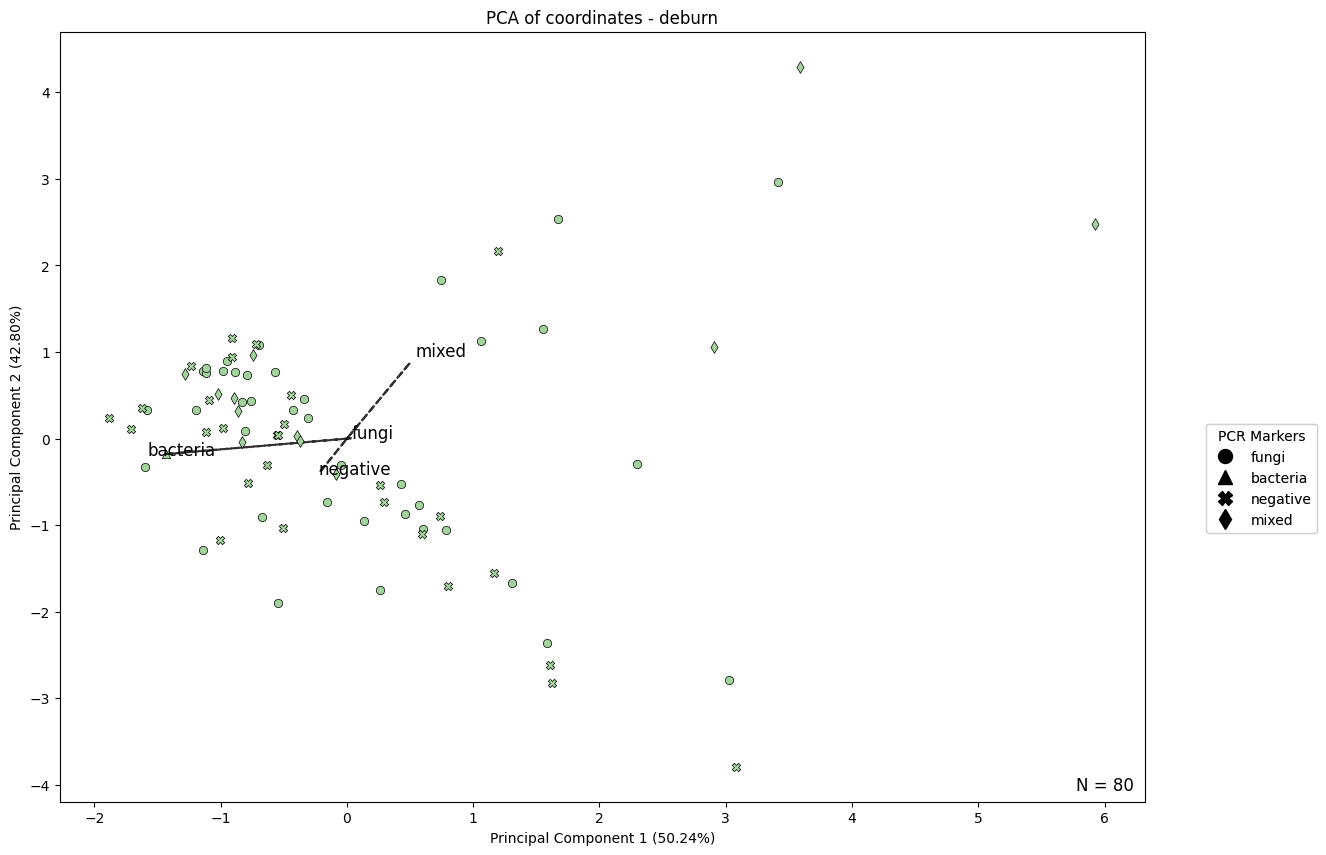 PCA of coordinates - deburn
Principal Component 2 (42.80%)
4
3
2
1
0
−1
−2
−3
−4
mixed
fungi
bacteria
negative
N = 80
−2
−1
0
1
2
3
4
5
6
Principal Component 1 (50.24%)
PCR Markers
fungi
bacteria
negative
mixed